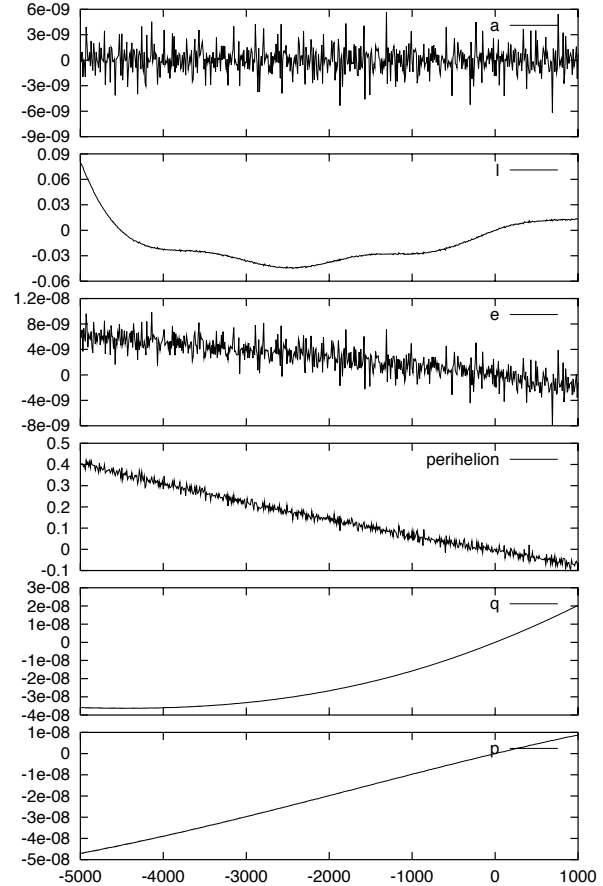 6e-09
3e-09
0
-3e-09
-6e-09
-9e-09
a
0.09
0.06
0.03
0
-0.03
-0.06
l
1.2e-08
8e-09
4e-09
0
-4e-09
-8e-09
e
0.5
0.4
0.3
0.2
0.1
0
-0.1
perihelion
3e-08
2e-08
1e-08
0
-1e-08
-2e-08
-3e-08
-4e-08
q
1e-08
0
-1e-08
-2e-08
-3e-08
-4e-08
-5e-08
p
-5000 -4000 -3000 -2000 -1000 0 1000